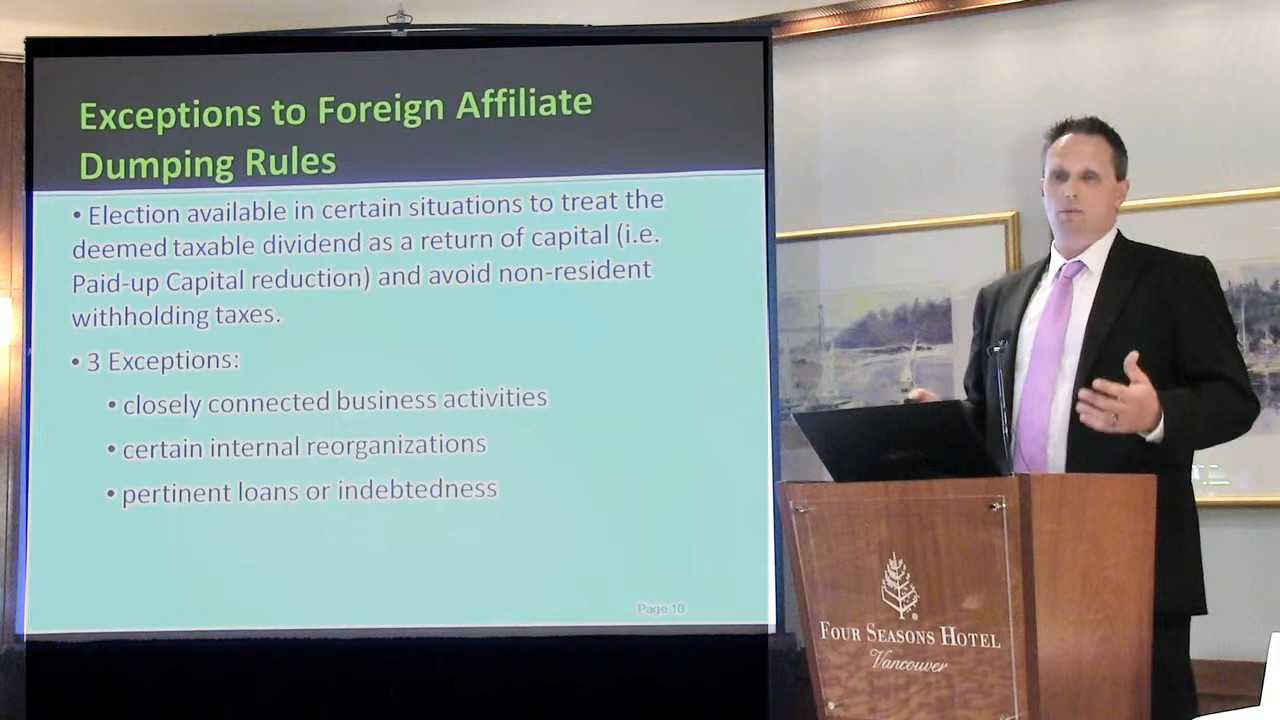 Exceptions to Foreign Affiliate
Dumping Rules
• Election available in certain situations to treat the
deemed taxable dividend as a return of capital (i.e.
Paid-up Capital reduction) and avoid non-resident
withholding taxes.
• 3 Exceptions:
• closely connected business activities
• certain internal reorganizations
• pertinent loans or indebtedness
Page 10
FOUR SEASONS HOTEL
Vancouver